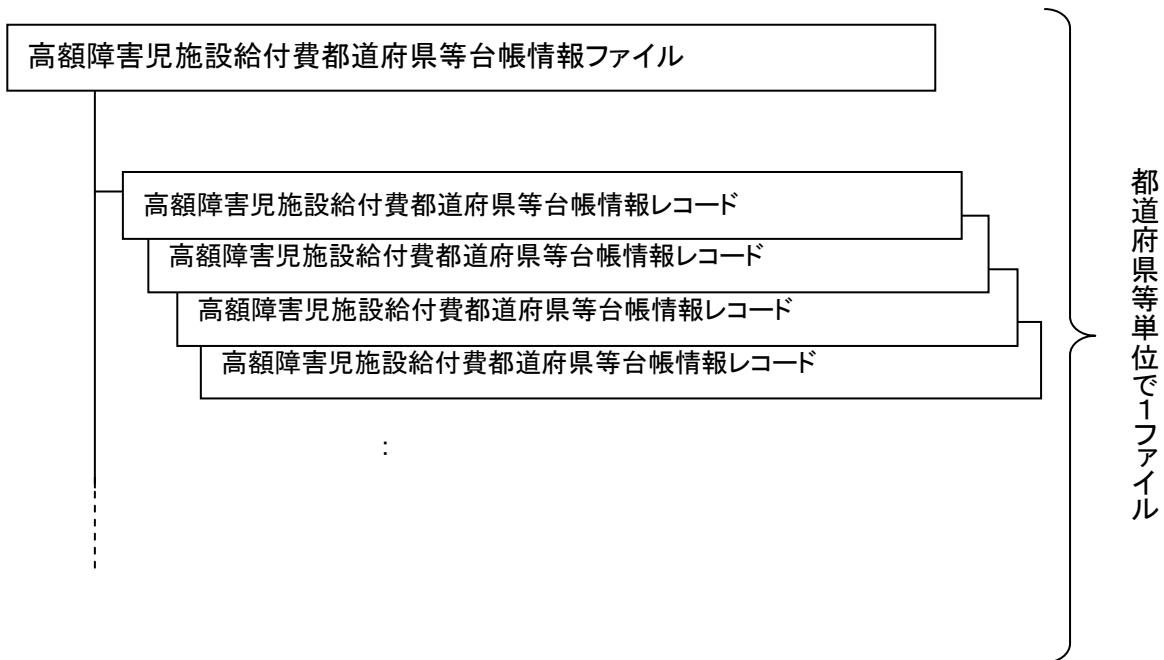 高額障害児施設給付費都道府県等台帳情報ファイル
高額障害児施設給付費都道府県等台帳情報レコード
高額障害児施設給付費都道府県等台帳情報レコード
高額障害児施設給付費都道府県等台帳情報レコード
高額障害児施設給付費都道府県等台帳情報レコード
:
都道府県等単位で1ファイル